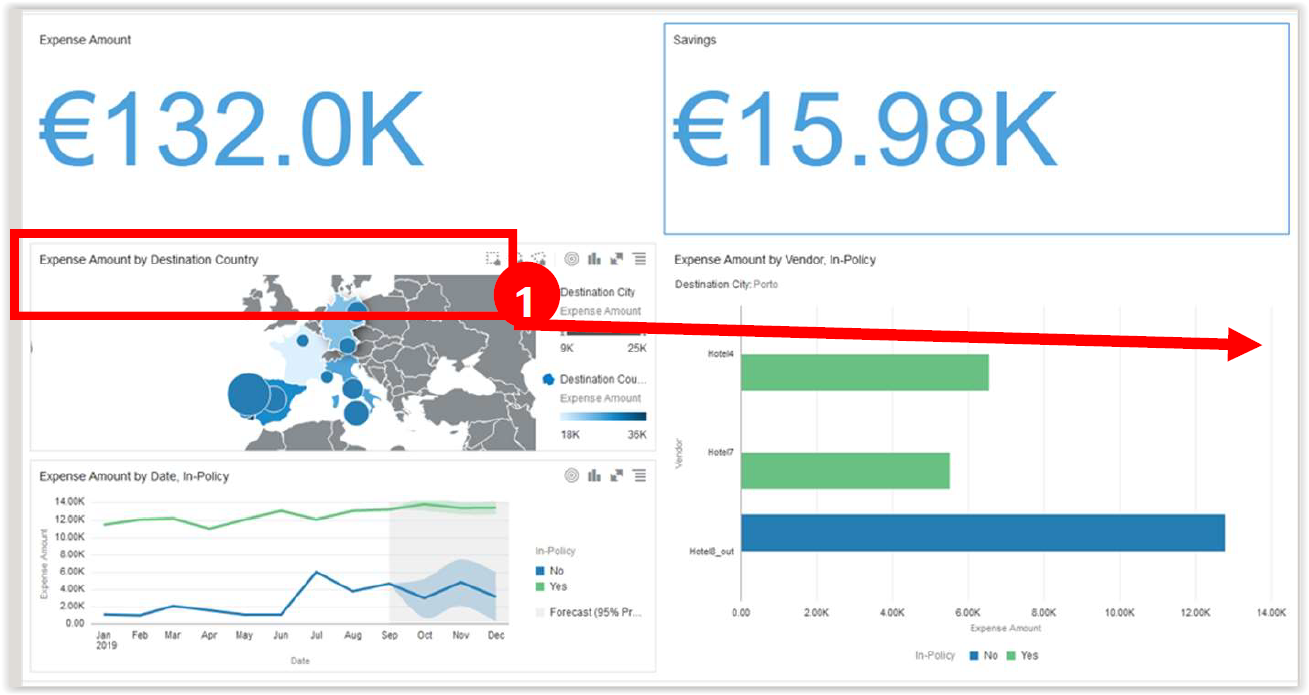 Expense Amount
€132.0K
Savings
€15.98K
Expense Amount by Destination Country
1
Destination City
Expense Amount
9K 25K
Destination Cou...
Expense Amount
18K 35K
Expense Amount by Vendor, In-Policy
Destination City: Porto
Vendor
Hotel4
Hotel7
Hotel8_out
0.00 2.00K 4.00K 6.00K 8.00K 10.00K 12.00K 14.00K
Expense Amount
In-Policy No Yes
Expense Amount by Date, In-Policy
Expense Amount
14.00K
12.00K
10.00K
8.00K
6.00K
4.00K
2.00K
0.00
Jan Feb Mar Apr May Jun Jul Aug Sep Oct Nov Dec
2019
Date
In-Policy
No
Yes
Forecast (95% Pr...